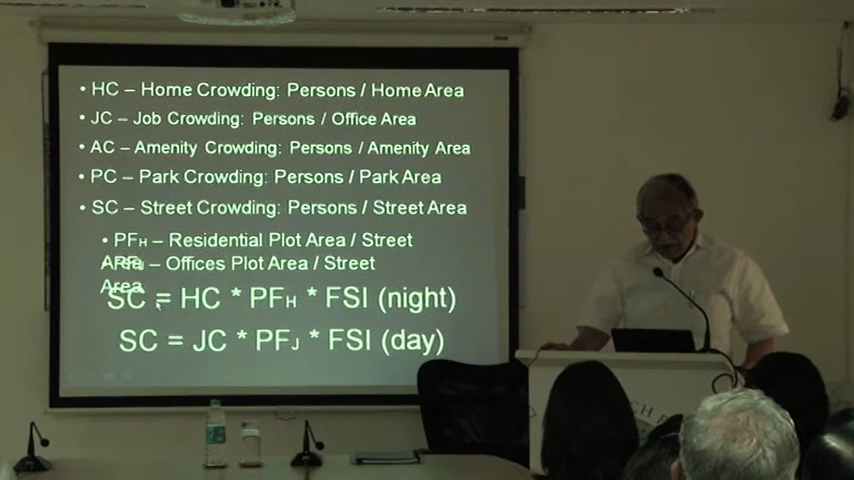 • HC – Home Crowding: Persons / Home Area
• JC – Job Crowding: Persons / Office Area
• AC – Amenity Crowding: Persons / Amenity Area
• PC – Park Crowding: Persons / Park Area
• SC – Street Crowding: Persons / Street Area
• PFH – Residential Plot Area / Street
Area
– Offices Plot Area / Street
Area
SC = HC * PFH * FSI (night)
SC = JC * PFJ * FSI (day)